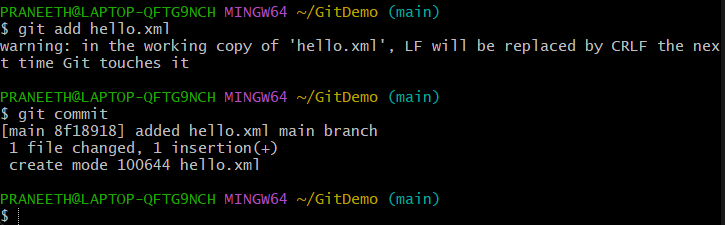 PRANEETH@LAPTOP-QFTG9NCH MINGW64 ~/GitDemo (main)
$ git add hello.xml
warning: in the working copy of 'hello.xml', LF will be replaced by CRLF the nex
t time Git touches it
PRANEETH@LAPTOP-QFTG9NCH MINGW64 ~/GitDemo (main)
$ git commit
[main 8f18918] added hello.xml main branch
 1 file changed, 1 insertion(+)
 create mode 100644 hello.xml
PRANEETH@LAPTOP-QFTG9NCH MINGW64 ~/GitDemo (main)
$